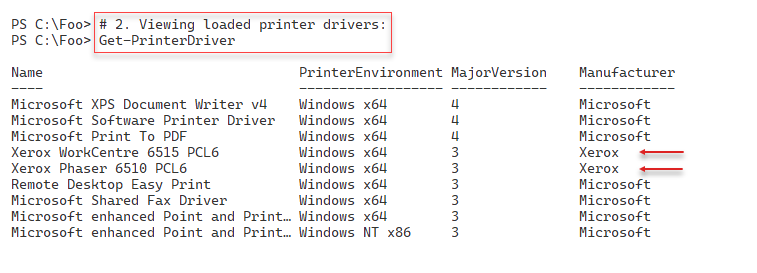 PS C:\Foo> # 2. Viewing loaded printer drivers:
PS C:\Foo> Get-PrinterDriver
Name PrinterEnvironment MajorVersion Manufacturer
---- ------------------ ------------ ------------
Microsoft XPS Document Writer v4 Windows x64 4 Microsoft
Microsoft Software Printer Driver Windows x64 4 Microsoft
Microsoft Print To PDF Windows x64 4 Microsoft
Xerox WorkCentre 6515 PCL6 Windows x64 3 Xerox
Xerox Phaser 6510 PCL6 Windows x64 3 Xerox
Remote Desktop Easy Print Windows x64 3 Microsoft
Microsoft Shared Fax Driver Windows x64 3 Microsoft
Microsoft enhanced Point and Print… Windows x64 3 Microsoft
Microsoft enhanced Point and Print… Windows NT x86 3 Microsoft